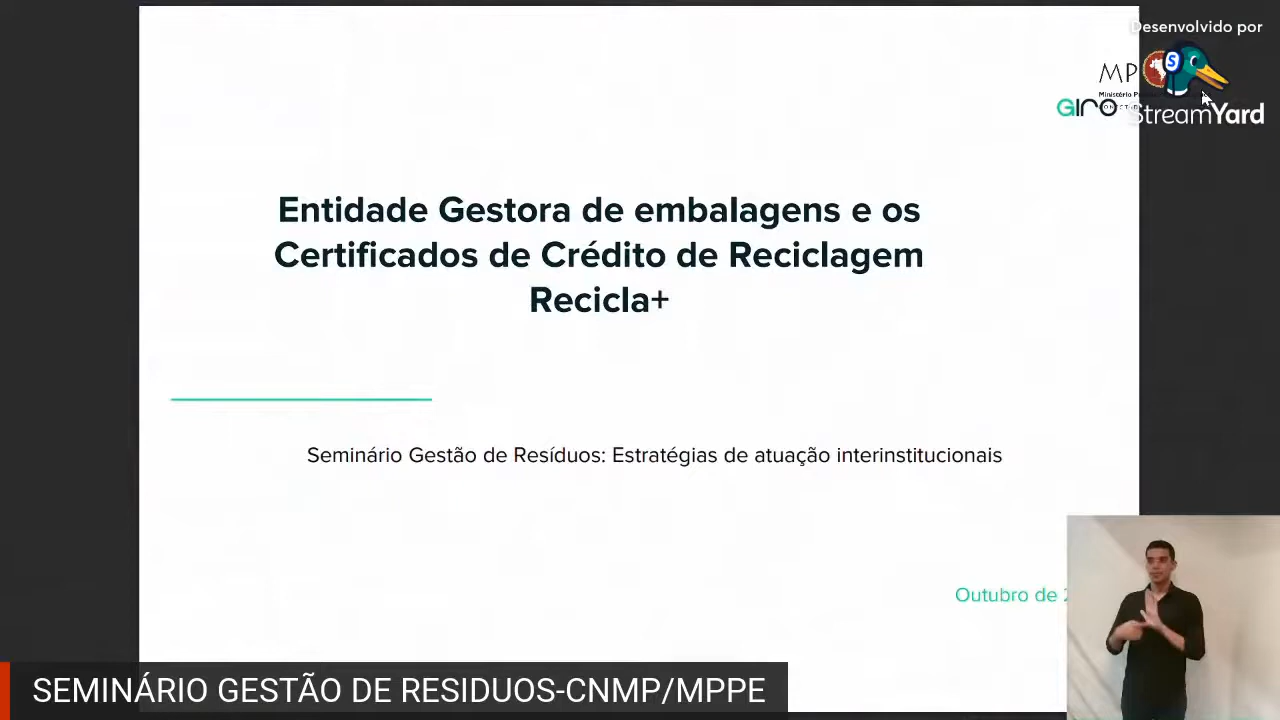 Desenvolvido por
StreamYard
MP
GIRO
Entidade Gestora de embalagens e os
Certificados de Crédito de Reciclagem
Recicla+
Seminário Gestão de Resíduos: Estratégias de atuação interinstitucionais
Outubro de
SEMINÁRIO GESTÃO DE RESIDUOS-CNMP/MPPE